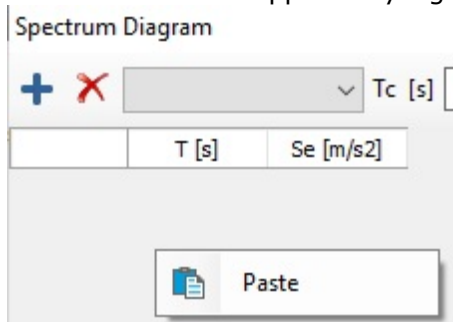 Spectrum Diagram
Tc [s]
T [s] Se [m/s2]
Paste